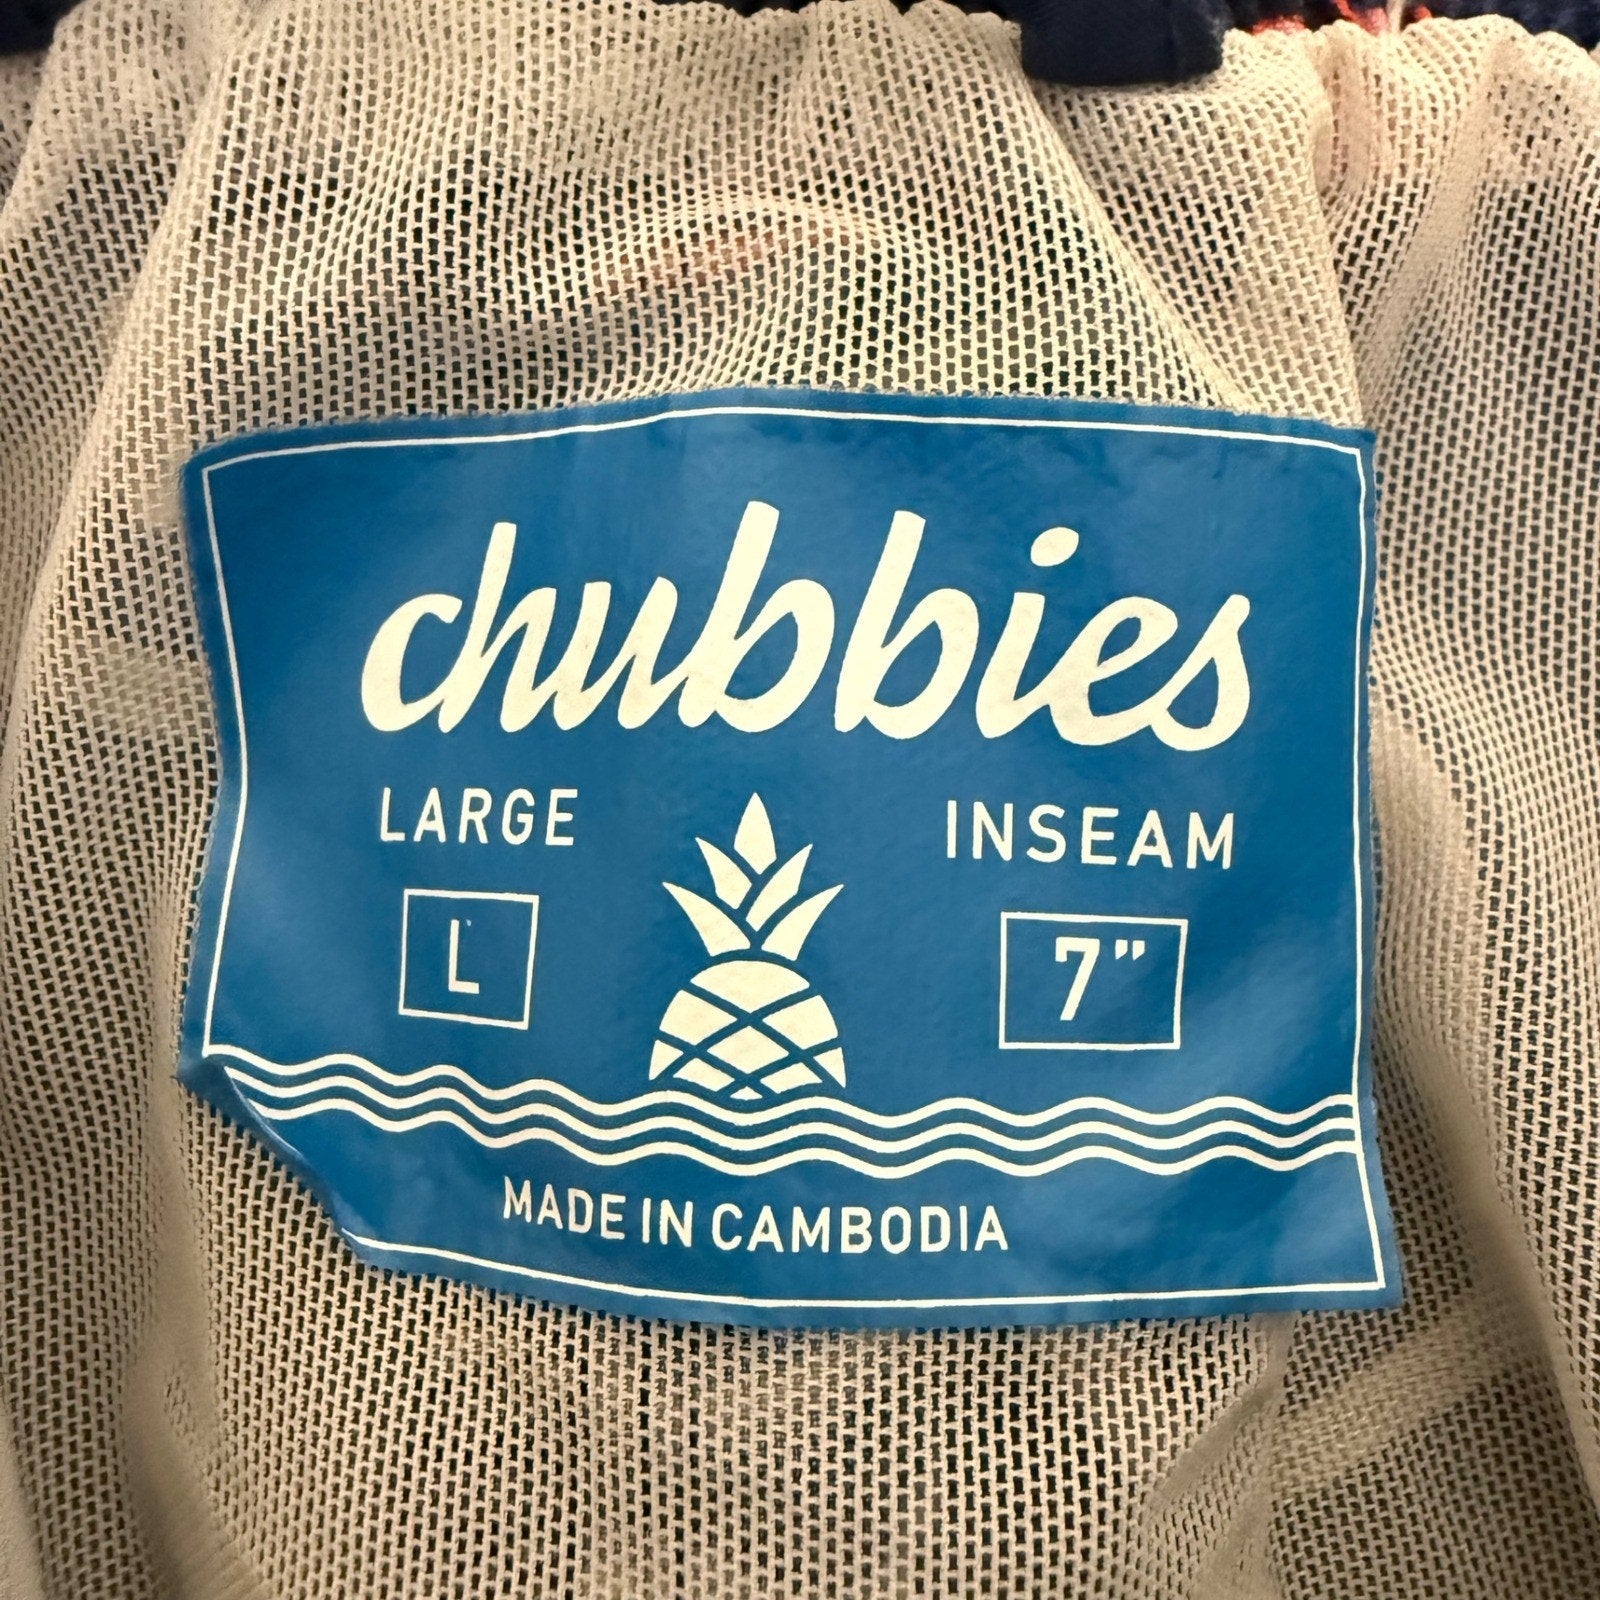 chubbies
LARGE
INSEAM
L
7"
MADE IN CAMBODIA